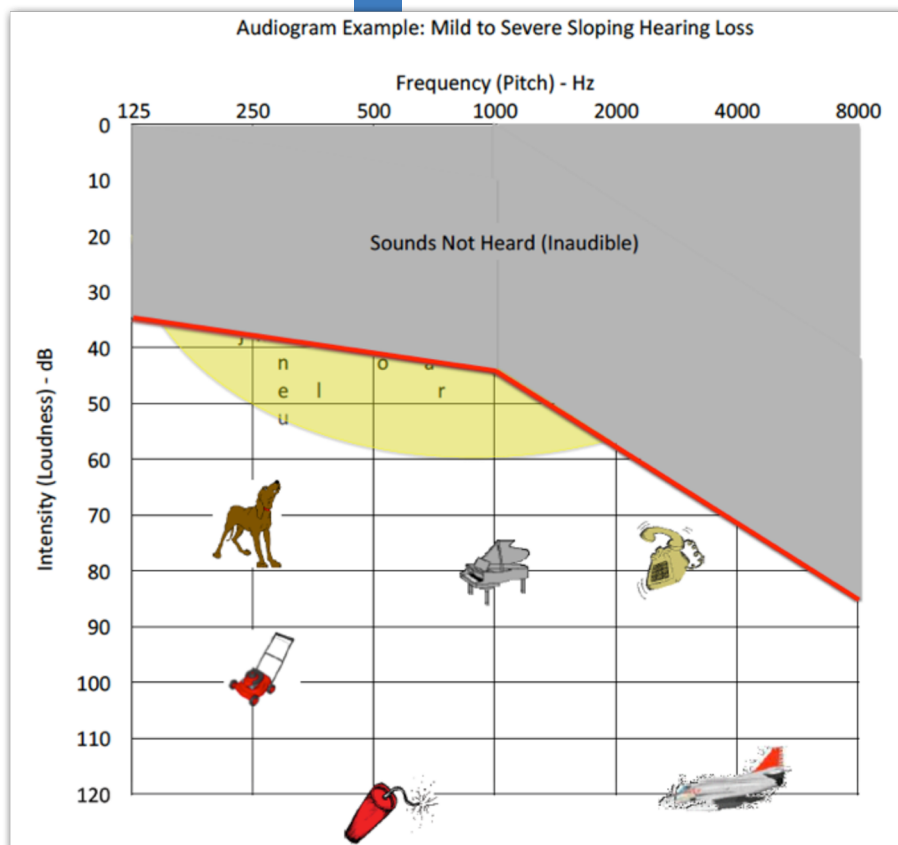 Audiogram Example: Mild to Severe Sloping Hearing Loss
Frequency (Pitch) - Hz
125 250 500 1000 2000 4000 8000
0
10
20
Sounds Not Heard (Inaudible)
30
40
n o
e l r
50
u
60
70
80
90
100
110
120
Intensity (Loudness) - dB